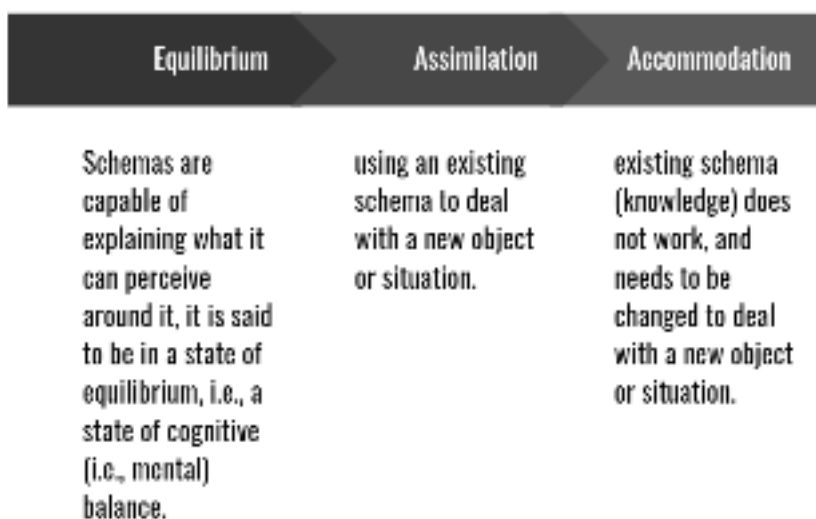 Equilibrium
Assimilation
Accommodation
Schemas are
capable of
explaining what it
can perceive
around it, it is said
to be in a state of
equilibrium, i.e., a
state of cognitive
(i.e., mental)
balance.
using an existing
schema to deal
with a new object
or situation.
existing schema
(knowledge) does
not work, and
needs to be
changed to deal
with a new object
or situation.